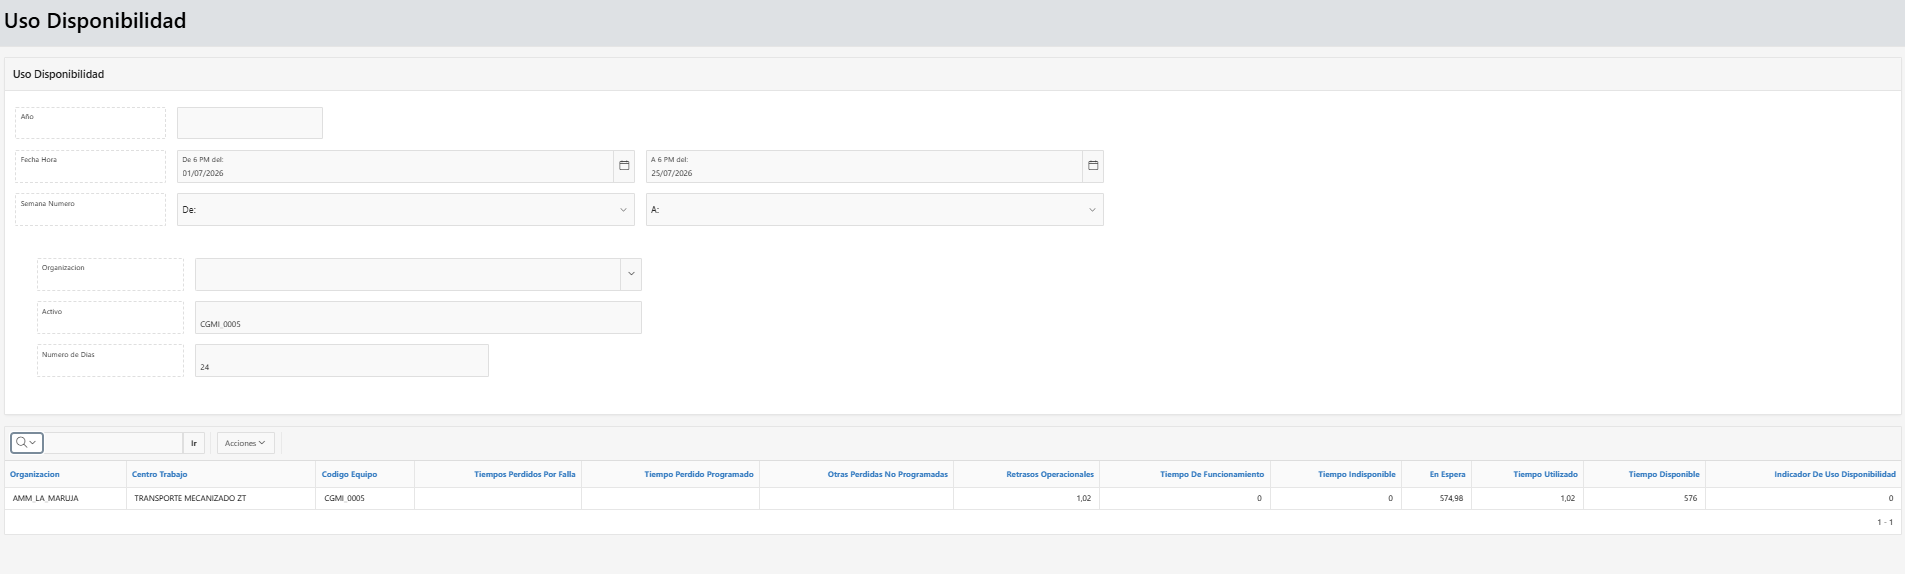 Uso Disponibilidad
Uso Disponibilidad
Año
Fecha Hora De 6 PM del: 01/07/2026 A 6 PM del: 25/07/2026
Semana Numero De: A:
Organizacion
Activo CGMI_0005
Numero de Dias 24
Ir Acciones
Organizacion Centro Trabajo Codigo Equipo Tiempos Perdidos Por Falla Tiempo Perdido Programado Otras Perdidas No Programadas Retrasos Operacionales Tiempo De Funcionamiento Tiempo Indisponible En Espera Tiempo Utilizado Tiempo Disponible Indicador De Uso Disponibilidad
AMM_LA_MARUJA TRANSPORTE MECANIZADO ZT CGMI_0005 1,02 0 0 574,98 1,02 576 0
1 - 1